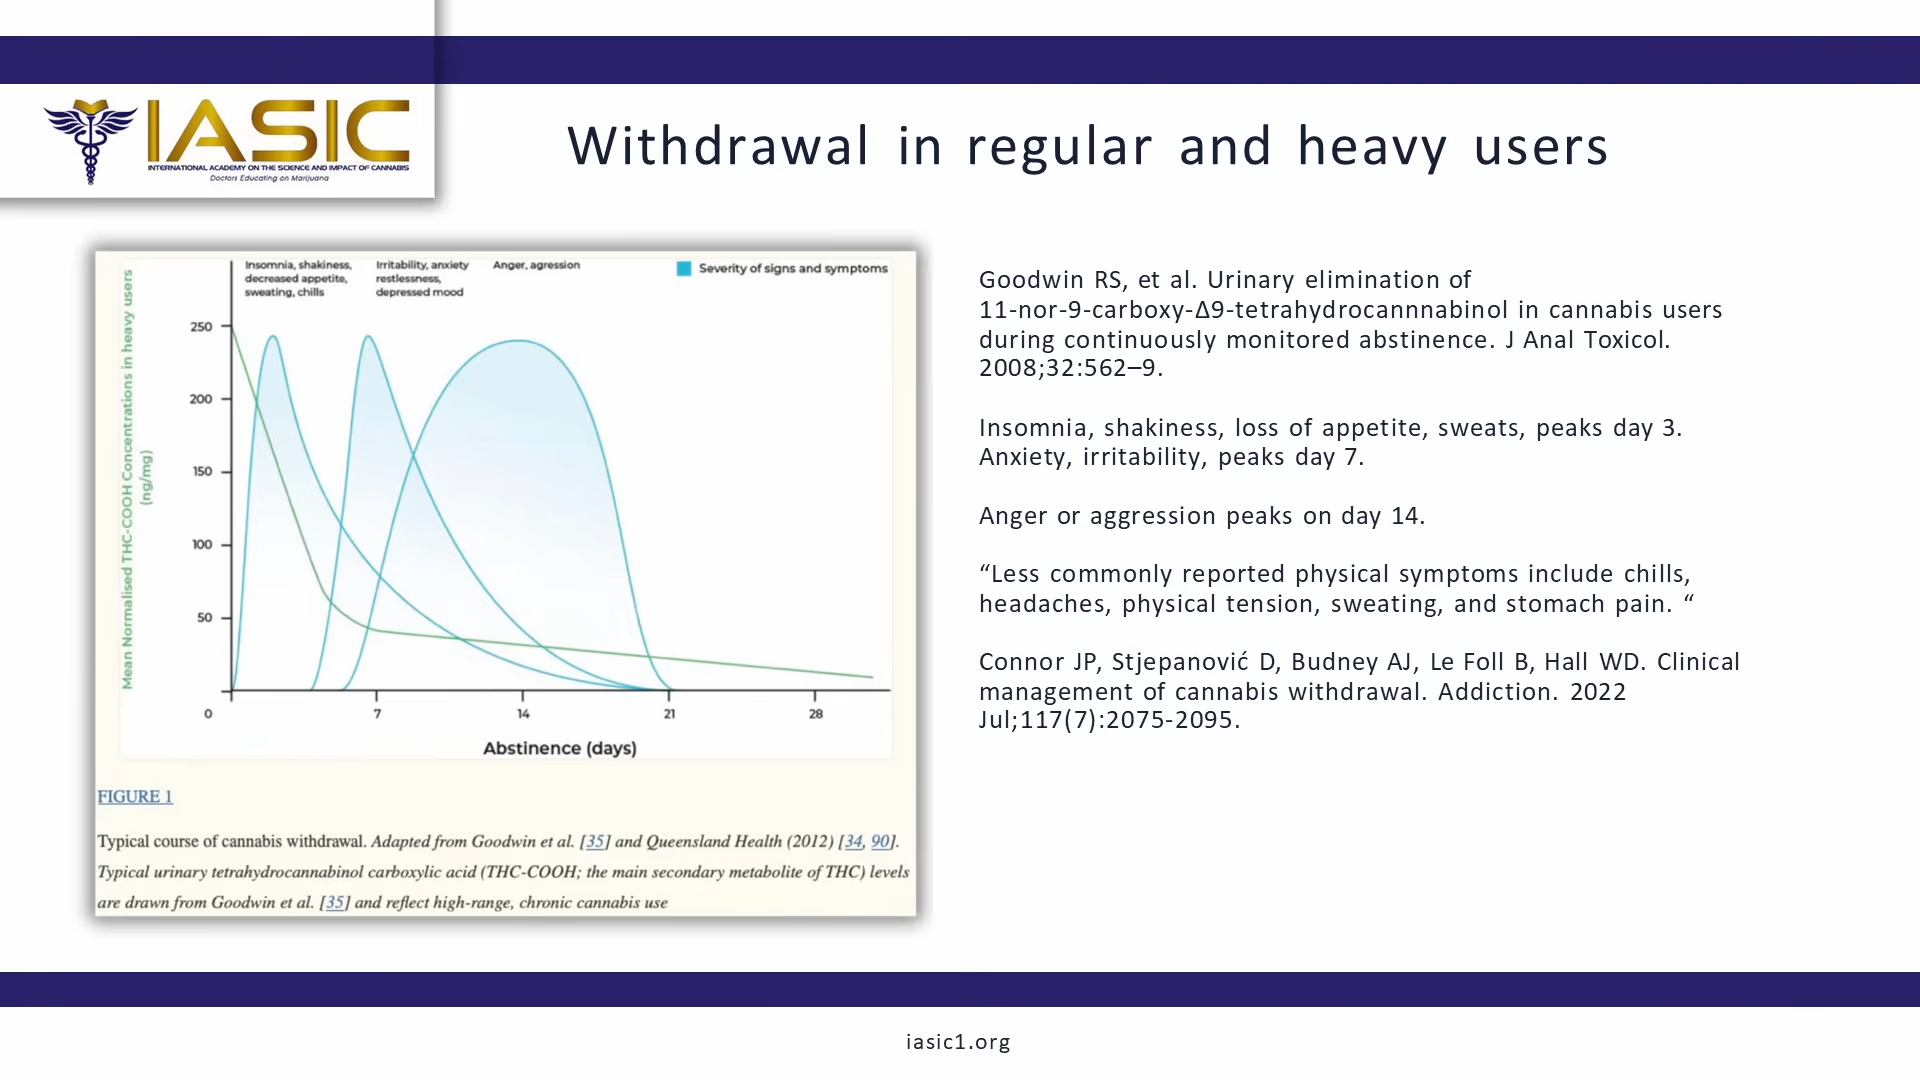 IASIC
INTERNATIONAL ACADEMY ON THE SCIENCE AND IMPACT OF CANNABIS
Doctors Educating on Marijuana
Withdrawal in regular and heavy users
Insomnia, shakiness,
decreased appetite,
sweating, chills
Irritability, anxiety
restlessness,
depressed mood
Anger, agression
Severity of signs and symptoms
Mean Normalised THC-COOH Concentrations in heavy users
(ng/mg)
250
200
150
100
50
0
7
14
21
28
Abstinence (days)
FIGURE 1
Typical course of cannabis withdrawal. Adapted from Goodwin et al. [35] and Queensland Health (2012) [34, 90].
Typical urinary tetrahydrocannabinol carboxylic acid (THC-COOH; the main secondary metabolite of THC) levels
are drawn from Goodwin et al. [35] and reflect high-range, chronic cannabis use
Goodwin RS, et al. Urinary elimination of
11-nor-9-carboxy-Δ9-tetrahydrocannnabinol in cannabis users
during continuously monitored abstinence. J Anal Toxicol.
2008;32:562–9.
Insomnia, shakiness, loss of appetite, sweats, peaks day 3.
Anxiety, irritability, peaks day 7.
Anger or aggression peaks on day 14.
“Less commonly reported physical symptoms include chills,
headaches, physical tension, sweating, and stomach pain. “
Connor JP, Stjepanović D, Budney AJ, Le Foll B, Hall WD. Clinical
management of cannabis withdrawal. Addiction. 2022
Jul;117(7):2075-2095.
iasic1.org